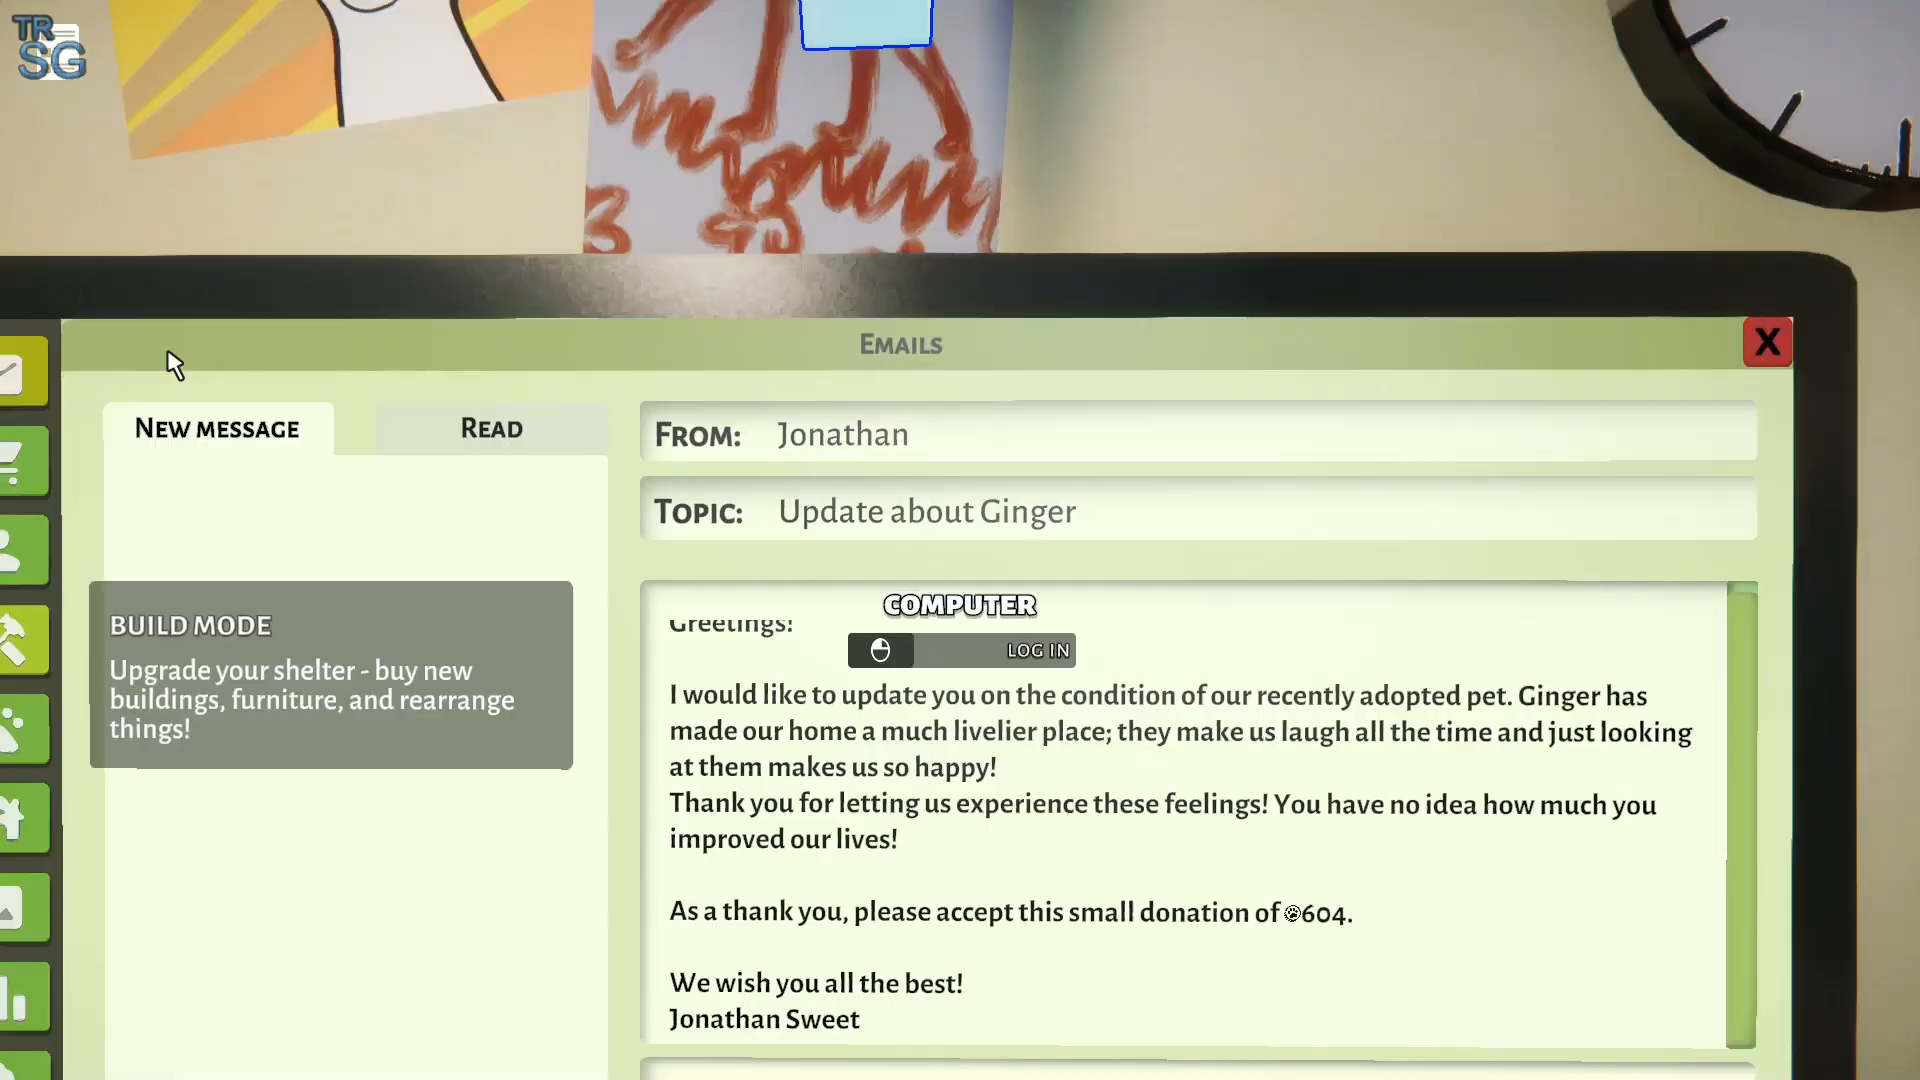 TR
SG
EMAILS
X
NEW MESSAGE
READ
FROM: Jonathan
TOPIC: Update about Ginger
COMPUTER
Greetings!
LOG IN
BUILD MODE
Upgrade your shelter - buy new
buildings, furniture, and rearrange
things!
I would like to update you on the condition of our recently adopted pet. Ginger has
made our home a much livelier place; they make us laugh all the time and just looking
at them makes us so happy!
Thank you for letting us experience these feelings! You have no idea how much you
improved our lives!
As a thank you, please accept this small donation of 604.
We wish you all the best!
Jonathan Sweet